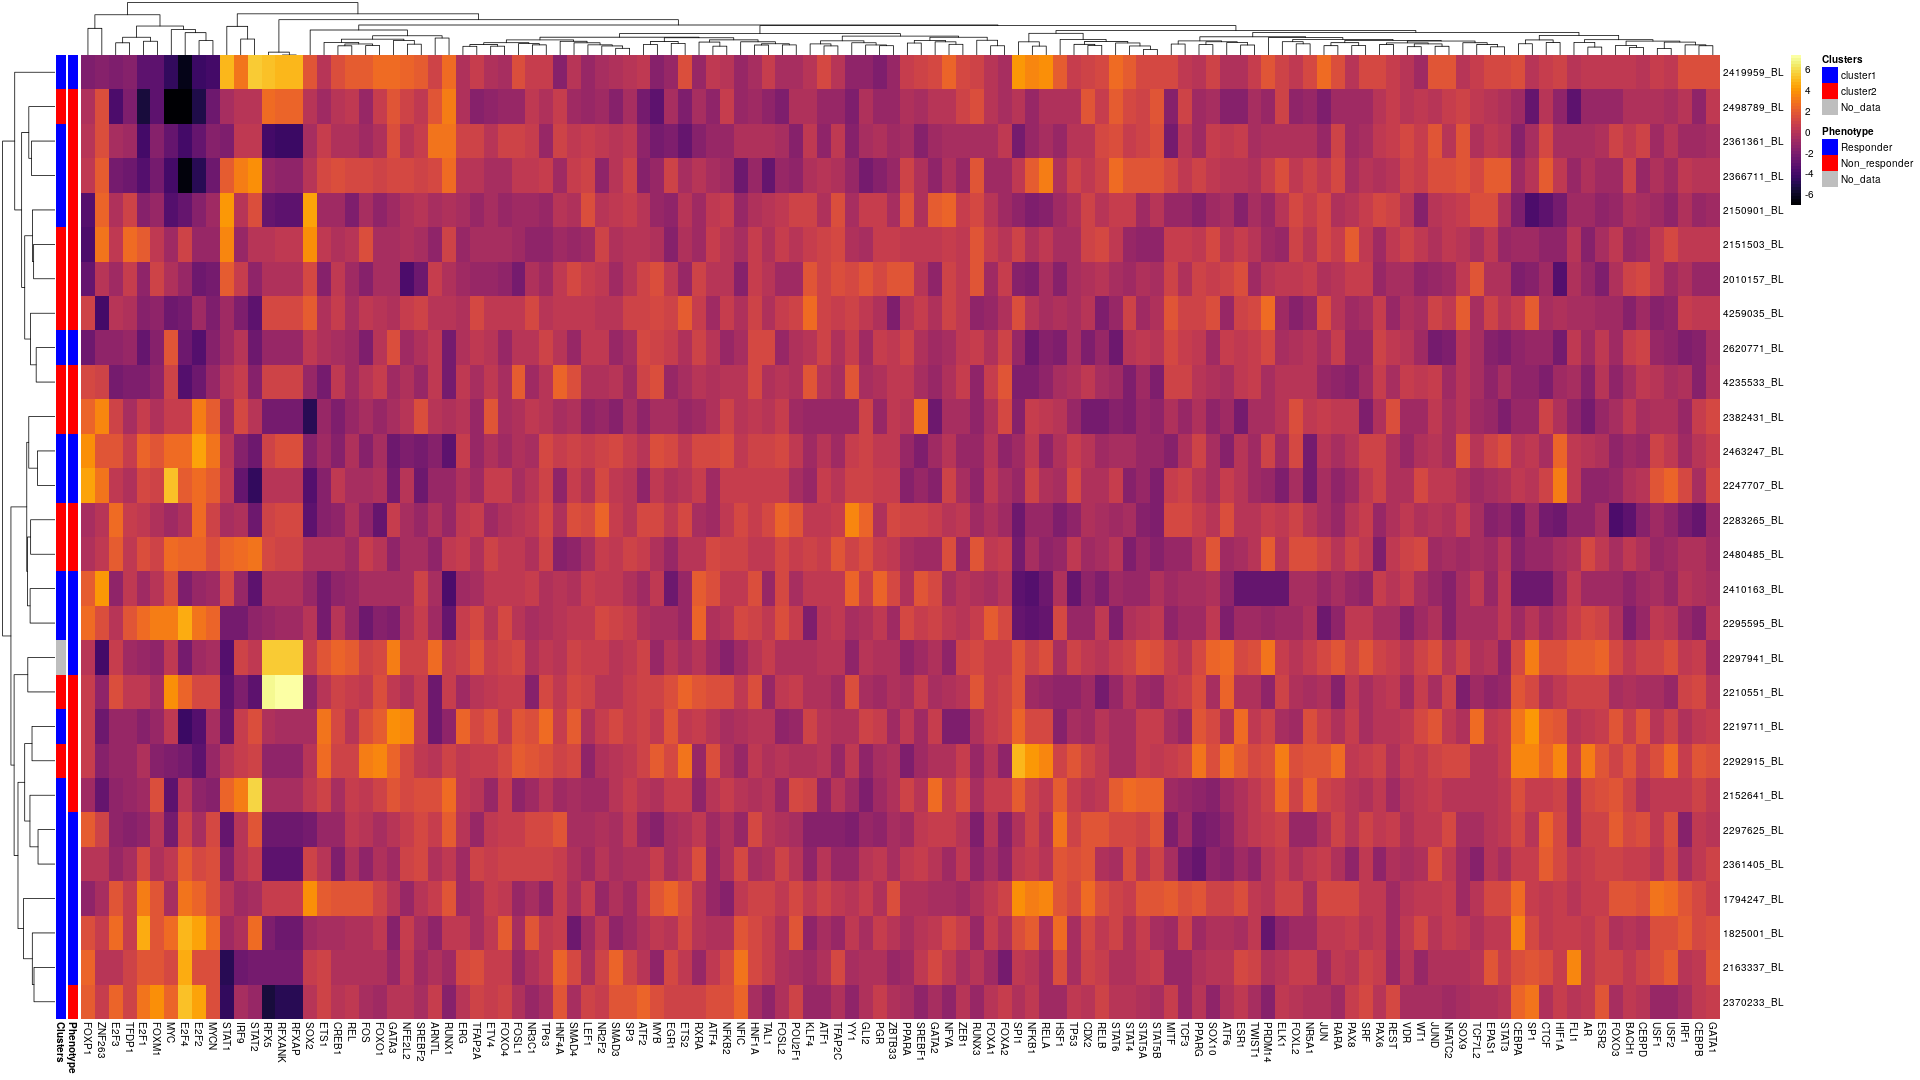 2419959_BL
2498789_BL
2361361_BL
2366711_BL
2150901_BL
2151503_BL
2010157_BL
4259035_BL
2620771_BL
4235533_BL
2382431_BL
2463247_BL
2247707_BL
2283265_BL
2480485_BL
2410163_BL
2295595_BL
2297941_BL
2210551_BL
2219711_BL
2292915_BL
2152641_BL
2297625_BL
2361405_BL
1794247_BL
1825001_BL
2163337_BL
2370233_BL
6
4
2
0
-2
-4
-6
Clusters
cluster1
cluster2
No_data
Phenotype
Responder
Non_responder
No_data
Clusters
Phenotype
FOXP1
ZNF263
E2F3
TFDP1
E2F1
FOXM1
MYC
E2F4
E2F2
MYCN
STAT1
IRF9
STAT2
RFX5
RFXANK
RFXAP
SOX2
ETS1
CREB1
REL
FOS
FOXO1
GATA3
NFE2L2
SREBF2
ARNTL
RUNX1
ERG
TFAP2A
ETV4
FOXO4
FOSL1
NR3C1
TP63
HNF4A
SMAD4
LEF1
NR2F2
SMAD3
SP3
ATF2
MYB
EGR1
ETS2
RXRA
ATF4
NFKB2
NFIC
HNF1A
TAL1
FOSL2
POU2F1
KLF4
ATF1
TFAP2C
YY1
GLI2
PGR
ZBTB33
PPARA
SREBF1
GATA2
NFYA
ZEB1
RUNX3
FOXA1
FOXA2
SPI1
NFKB1
RELA
HSF1
TP53
CDX2
RELB
STAT6
STAT4
STAT5A
STAT5B
MITF
TCF3
PPARG
SOX10
ATF6
ESR1
TWIST1
PRDM14
ELK1
FOXL2
NR5A1
JUN
RARA
PAX8
SRF
PAX6
REST
VDR
WT1
JUND
NFATC2
SOX9
TCF7L2
EPAS1
STAT3
CEBPA
SP1
CTCF
HIF1A
FLI1
AR
ESR2
FOXO3
BACH1
CEBPD
USF1
USF2
IRF1
CEBPB
GATA1